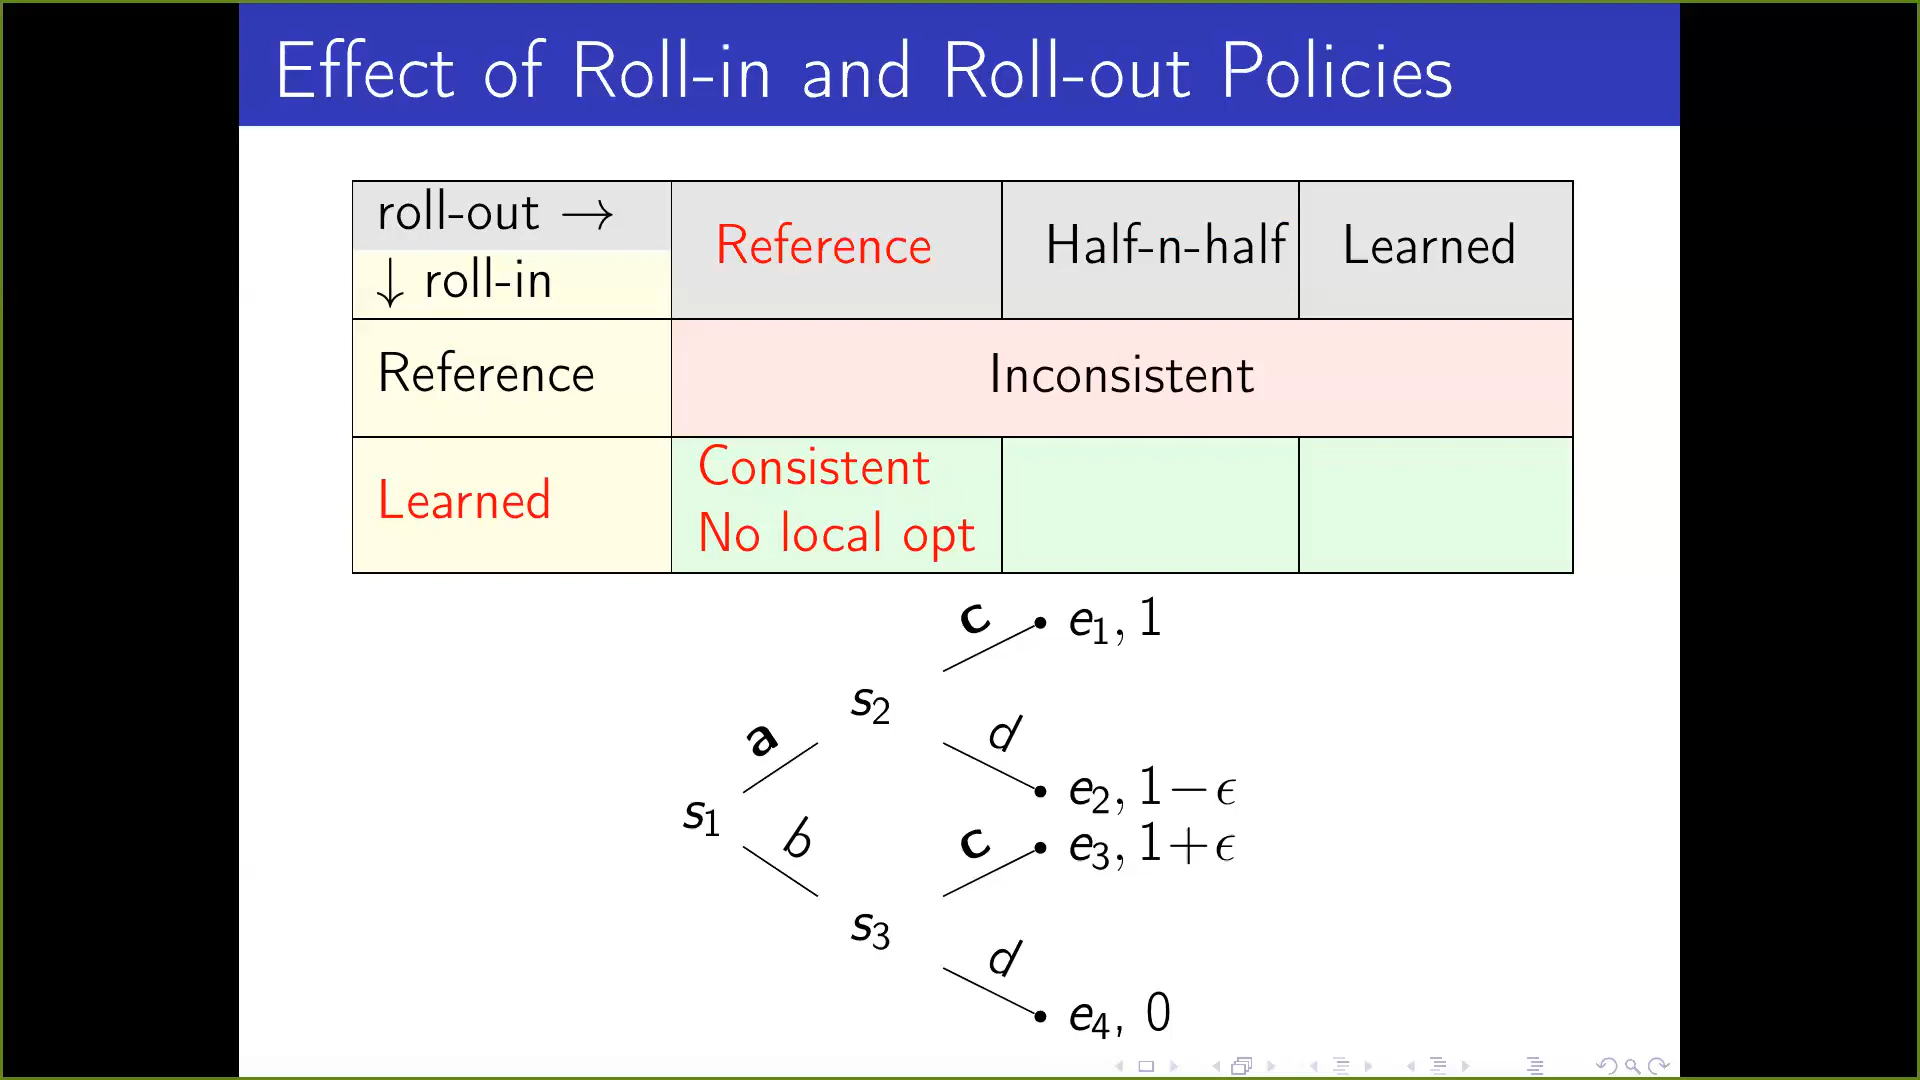 Effect of Roll-in and Roll-out Policies
roll-out →
↓ roll-in
Reference
Half-n-half
Learned
Reference
Inconsistent
Learned
Consistent
No local opt
c
e₁, 1
s₂
a
d
e₂, 1−ϵ
s₁
b
c
e₃, 1+ϵ
s₃
d
e₄, 0